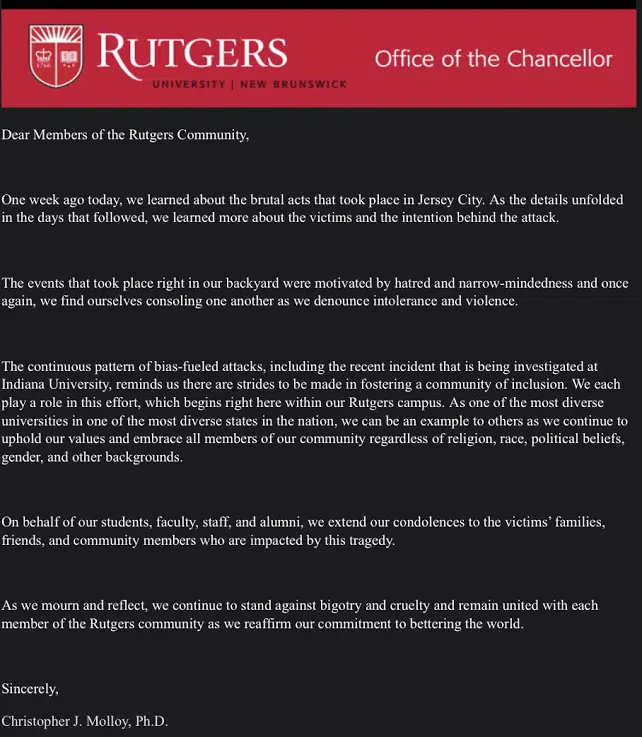 RUTGERS
UNIVERSITY | NEW BRUNSWICK
Office of the Chancellor
1766
Dear Members of the Rutgers Community,
One week ago today, we learned about the brutal acts that took place in Jersey City. As the details unfolded
in the days that followed, we learned more about the victims and the intention behind the attack.
The events that took place right in our backyard were motivated by hatred and narrow-mindedness and once
again, we find ourselves consoling one another as we denounce intolerance and violence.
The continuous pattern of bias-fueled attacks, including the recent incident that is being investigated at
Indiana University, reminds us there are strides to be made in fostering a community of inclusion. We each
play a role in this effort, which begins right here within our Rutgers campus. As one of the most diverse
universities in one of the most diverse states in the nation, we can be an example to others as we continue to
uphold our values and embrace all members of our community regardless of religion, race, political beliefs,
gender, and other backgrounds.
On behalf of our students, faculty, staff, and alumni, we extend our condolences to the victims’ families,
friends, and community members who are impacted by this tragedy.
As we mourn and reflect, we continue to stand against bigotry and cruelty and remain united with each
member of the Rutgers community as we reaffirm our commitment to bettering the world.
Sincerely,
Christopher J. Molloy, Ph.D.